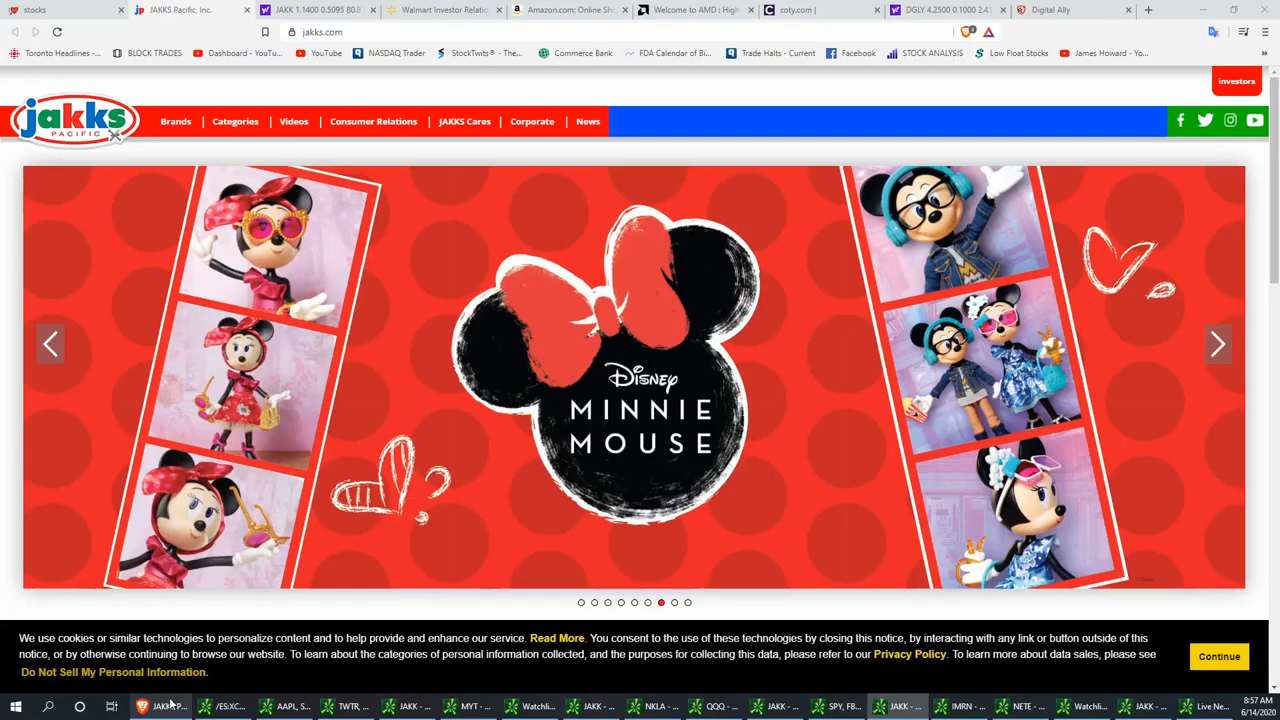 stocks
JAKKS Pacific, Inc.
JAKK 1.1400 0.5095 80.8
Walmart Investor Relatio
Amazon.com: Online Sho
Welcome to AMD | High
coty.com |
DGLY 4.2500 0.1000 2.41
Digital Ally
jakks.com
Toronto Headlines -...
BLOCK TRADES
Dashboard - YouTu...
YouTube
NASDAQ Trader
StockTwits® - The...
Commerce Bank
FDA Calendar of Bi...
Trade Halts - Current
Facebook
STOCK ANALYSIS
Low Float Stocks
James Howard - Yo...
investors
jakks
PACIFIC
Brands
Categories
Videos
Consumer Relations
JAKKS Cares
Corporate
News
Disney
MINNIE
MOUSE
We use cookies or similar technologies to personalize content and to help provide and enhance our service. Read More. You consent to the use of these technologies by closing this notice, by interacting with any link or button outside of this
notice, or by otherwise continuing to browse our website. To learn about the categories of personal information collected, and the purposes for collecting this data, please refer to our Privacy Policy. To learn more about data sales, please see
Do Not Sell My Personal Information.
Continue
JAKKS P...
/ES:XC...
AAPL, S...
TWTR, ...
JAKK - ...
MYT - ...
Watchli...
JAKK - ...
NKLA - ...
QQQ - ...
JAKK - ...
SPY, FB...
JAKK - ...
IMRN - ...
NETE - ...
Watchli...
JAKK - ...
Live Ne...
8:57 AM
6/14/2020